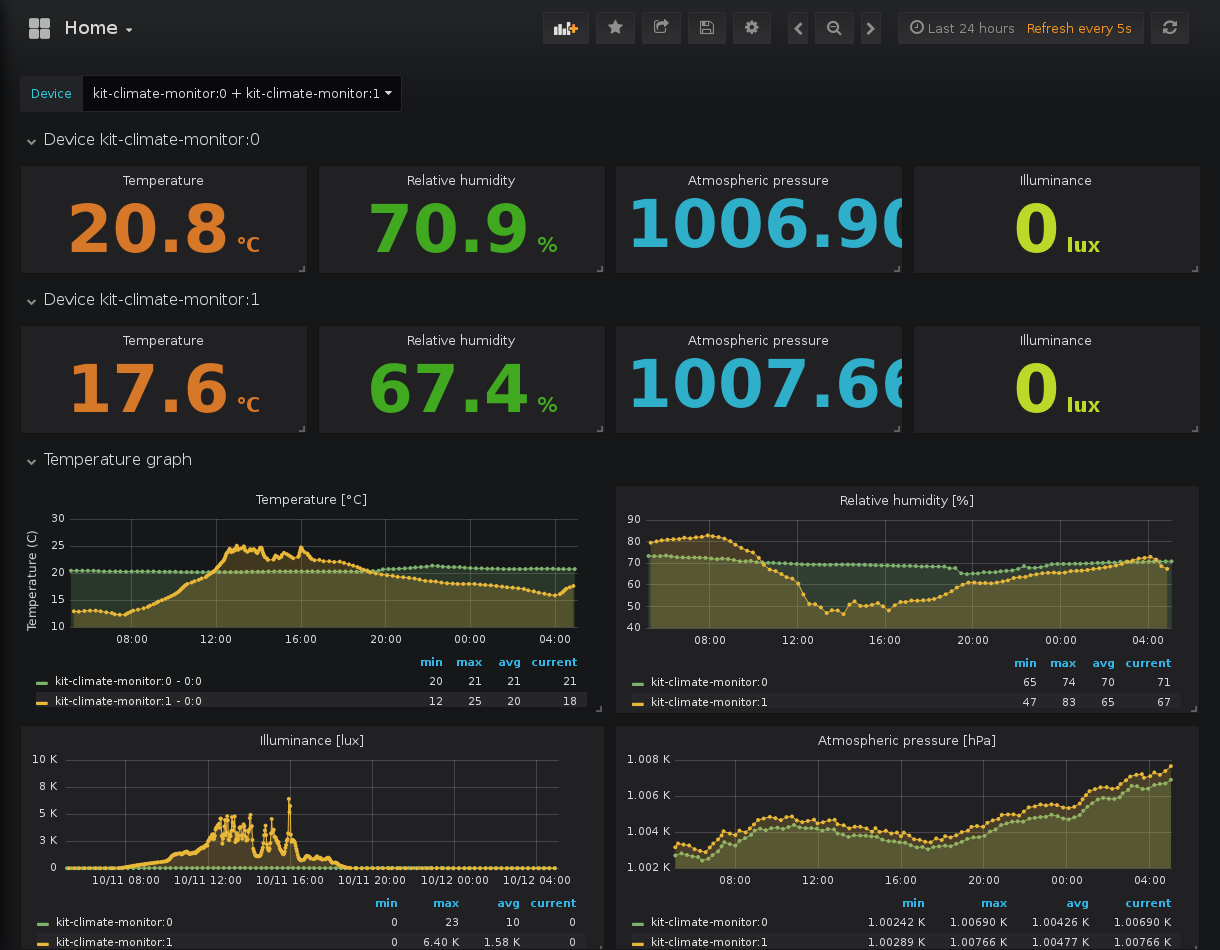 Home
Last 24 hours Refresh every 5s
Device kit-climate-monitor:0 + kit-climate-monitor:1
Device kit-climate-monitor:0
Temperature Relative humidity Atmospheric pressure Illuminance
20.8 °C 70.9 % 1006.90 0 lux
Device kit-climate-monitor:1
Temperature Relative humidity Atmospheric pressure Illuminance
17.6 °C 67.4 % 1007.66 0 lux
Temperature graph
Temperature [°C]
Temperature (C)
30
25
20
15
10
08:00 12:00 16:00 20:00 00:00 04:00
min max avg current
kit-climate-monitor:0 - 0:0 20 21 21 21
kit-climate-monitor:1 - 0:0 12 25 20 18
Relative humidity [%]
90
80
70
60
50
40
08:00 12:00 16:00 20:00 00:00 04:00
min max avg current
kit-climate-monitor:0 65 74 70 71
kit-climate-monitor:1 47 83 65 67
Illuminance [lux]
10 K
8 K
5 K
3 K
0
10/11 08:00 10/11 12:00 10/11 16:00 10/11 20:00 10/12 00:00 10/12 04:00
min max avg current
kit-climate-monitor:0 0 23 10 0
kit-climate-monitor:1 0 6.40 K 1.58 K 0
Atmospheric pressure [hPa]
1.008 K
1.006 K
1.004 K
1.002 K
08:00 12:00 16:00 20:00 00:00 04:00
min max avg current
kit-climate-monitor:0 1.00242 K 1.00690 K 1.00426 K 1.00690 K
kit-climate-monitor:1 1.00289 K 1.00766 K 1.00477 K 1.00766 K